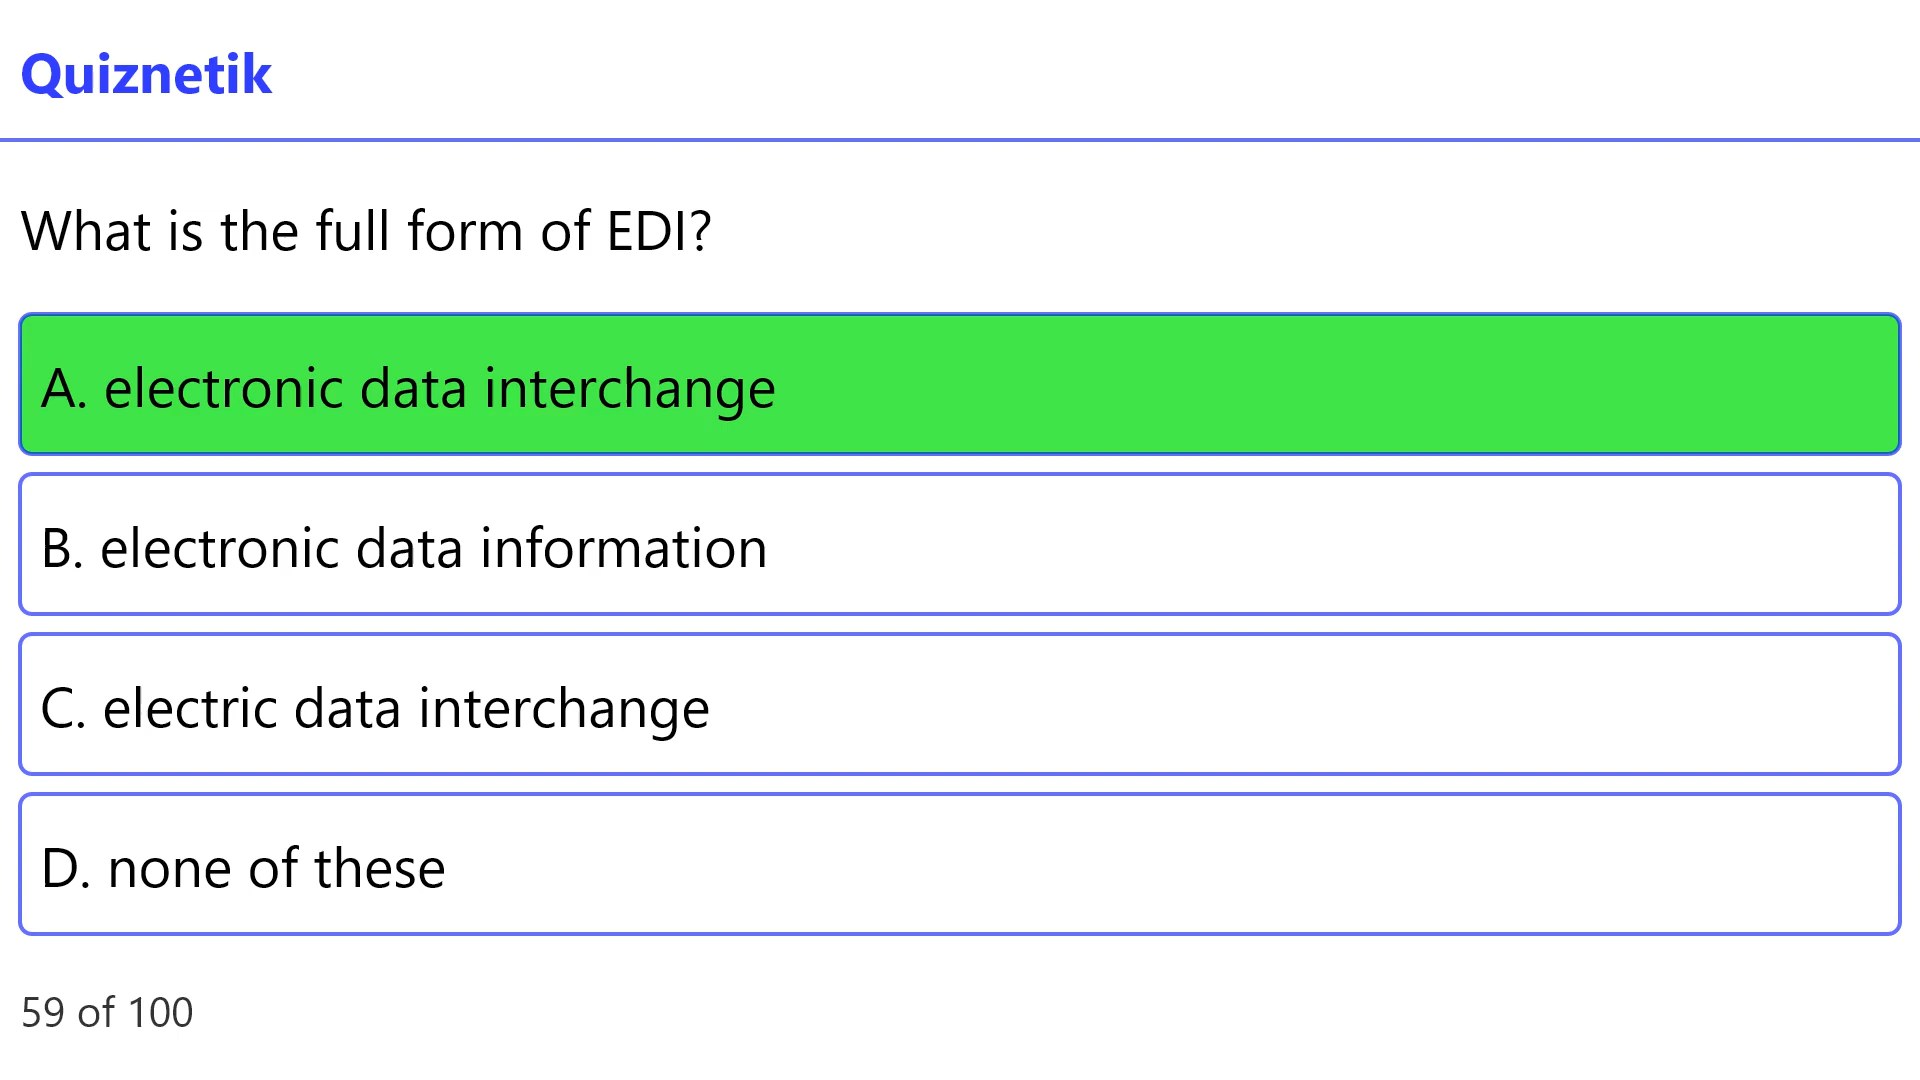 Quiznetik
What is the full form of EDI?
A. electronic data interchange
B. electronic data information
C. electric data interchange
D. none of these
59 of 100